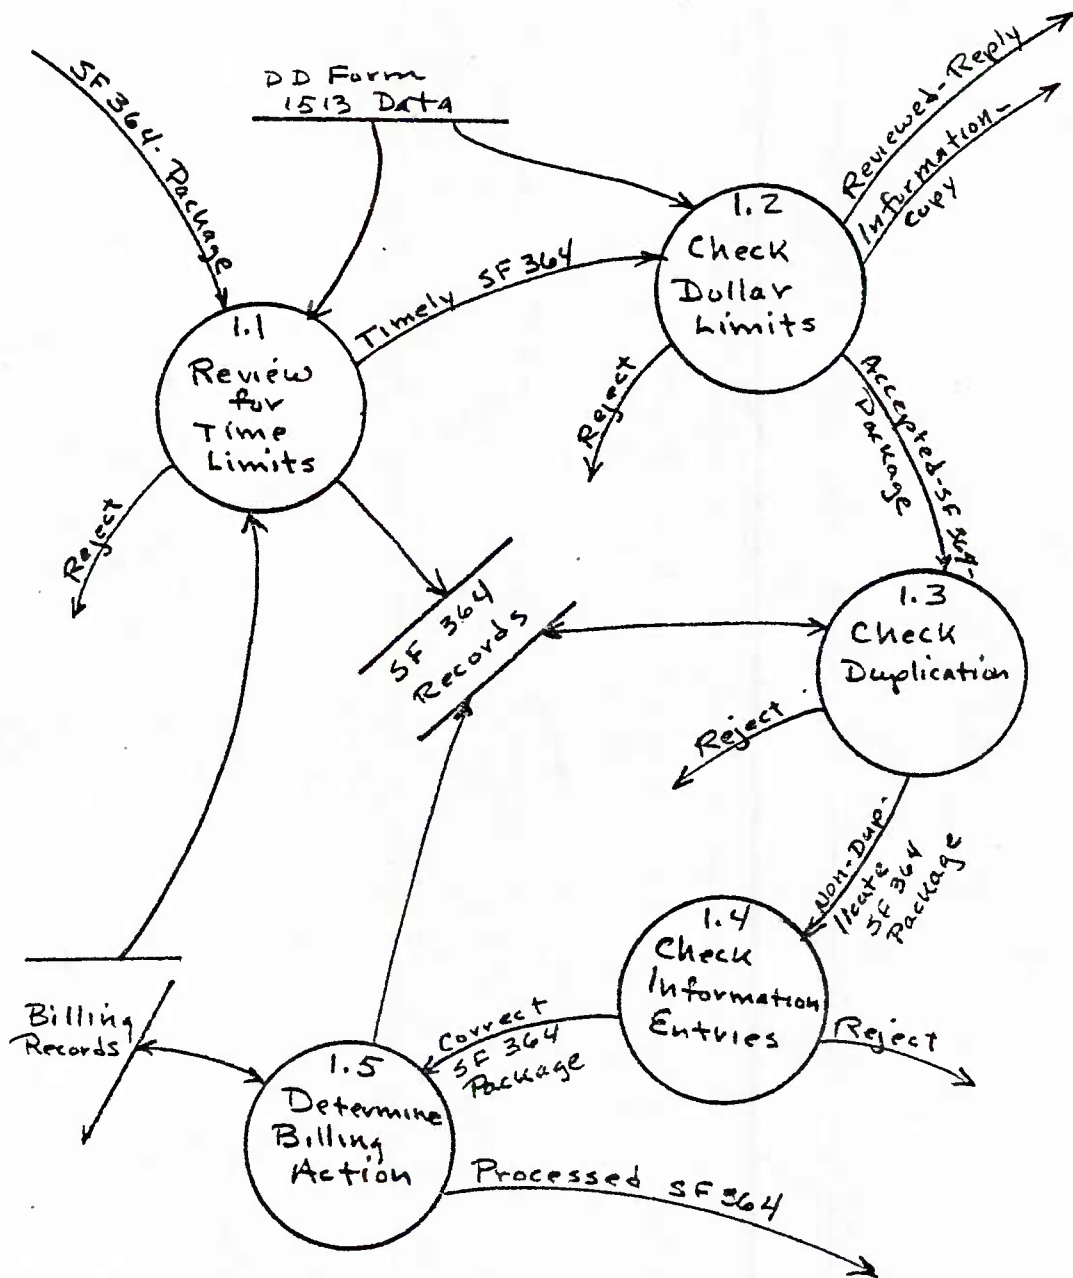 SF 364- Package
DD Form
1513 Data
Reviewed-Reply
Information-
copy
1.2
Check
Dollar
Limits
Timely SF 364
1.1
Review
for
Time
Limits
Reject
Reject
Accepted-SF 364-
Package
SF 364
Records
1.3
Check
Duplication
Reject
Non-Dup-
licate
SF 364
Package
1.4
Check
Information
Entries
Reject
Correct
SF 364
Package
Billing
Records
1.5
Determine
Billing
Action
Processed SF 364